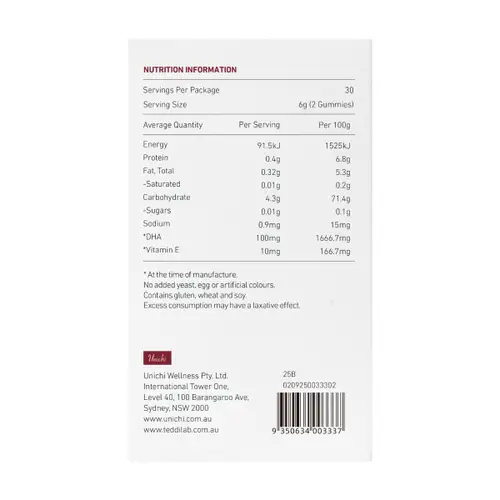 NUTRITION INFORMATION
Servings Per Package 30
Serving Size 6g (2 Gummies)
Average Quantity Per Serving Per 100g
Energy 91.5kJ 1525kJ
Protein 0.4g 6.8g
Fat, Total 0.32g 5.3g
-Saturated 0.01g 0.2g
Carbohydrate 4.3g 71.4g
-Sugars 0.01g 0.1g
Sodium 0.9mg 15mg
*DHA 100mg 1666.7mg
*Vitamin E 10mg 166.7mg
* At the time of manufacture.
No added yeast, egg or artificial colours.
Contains gluten, wheat and soy.
Excess consumption may have a laxative effect.
Unichi
Unichi Wellness Pty. Ltd.
International Tower One,
Level 40, 100 Barangaroo Ave,
Sydney, NSW 2000
www.unichi.com.au
www.teddilab.com.au
25B
0209250033302
9 350634 003337